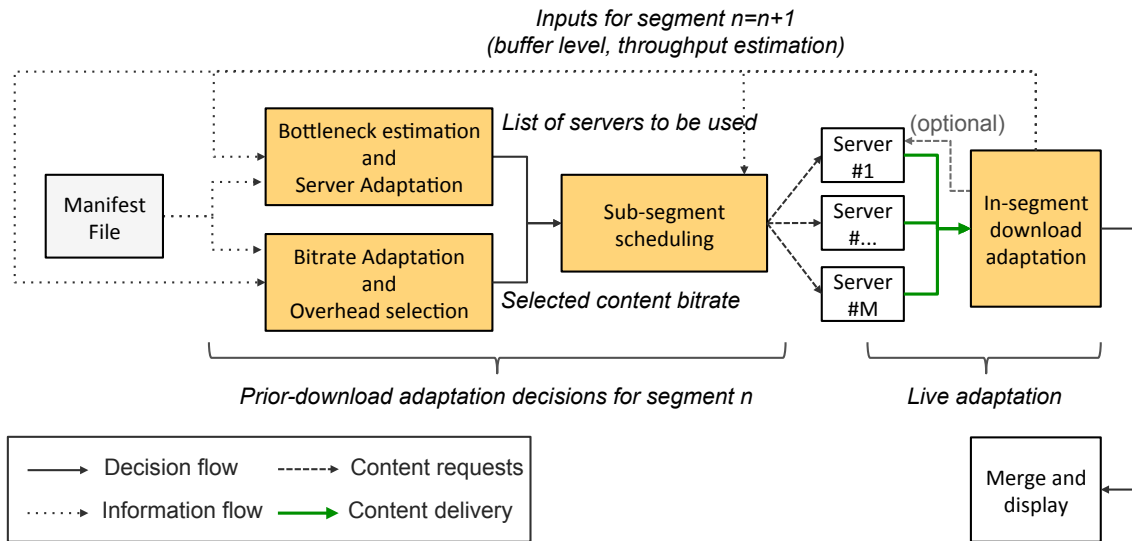 Inputs for segment n=n+1
(buffer level, throughput estimation)
Bottleneck estimation
and
Server Adaptation
List of servers to be used
(optional)
Server
#1
Manifest
File
Sub-segment
scheduling
Server
#...
In-segment
download
adaptation
Bitrate Adaptation
and
Overhead selection
Selected content bitrate
Server
#M
Prior-download adaptation decisions for segment n
Live adaptation
Decision flow
Content requests
Information flow
Content delivery
Merge and
display